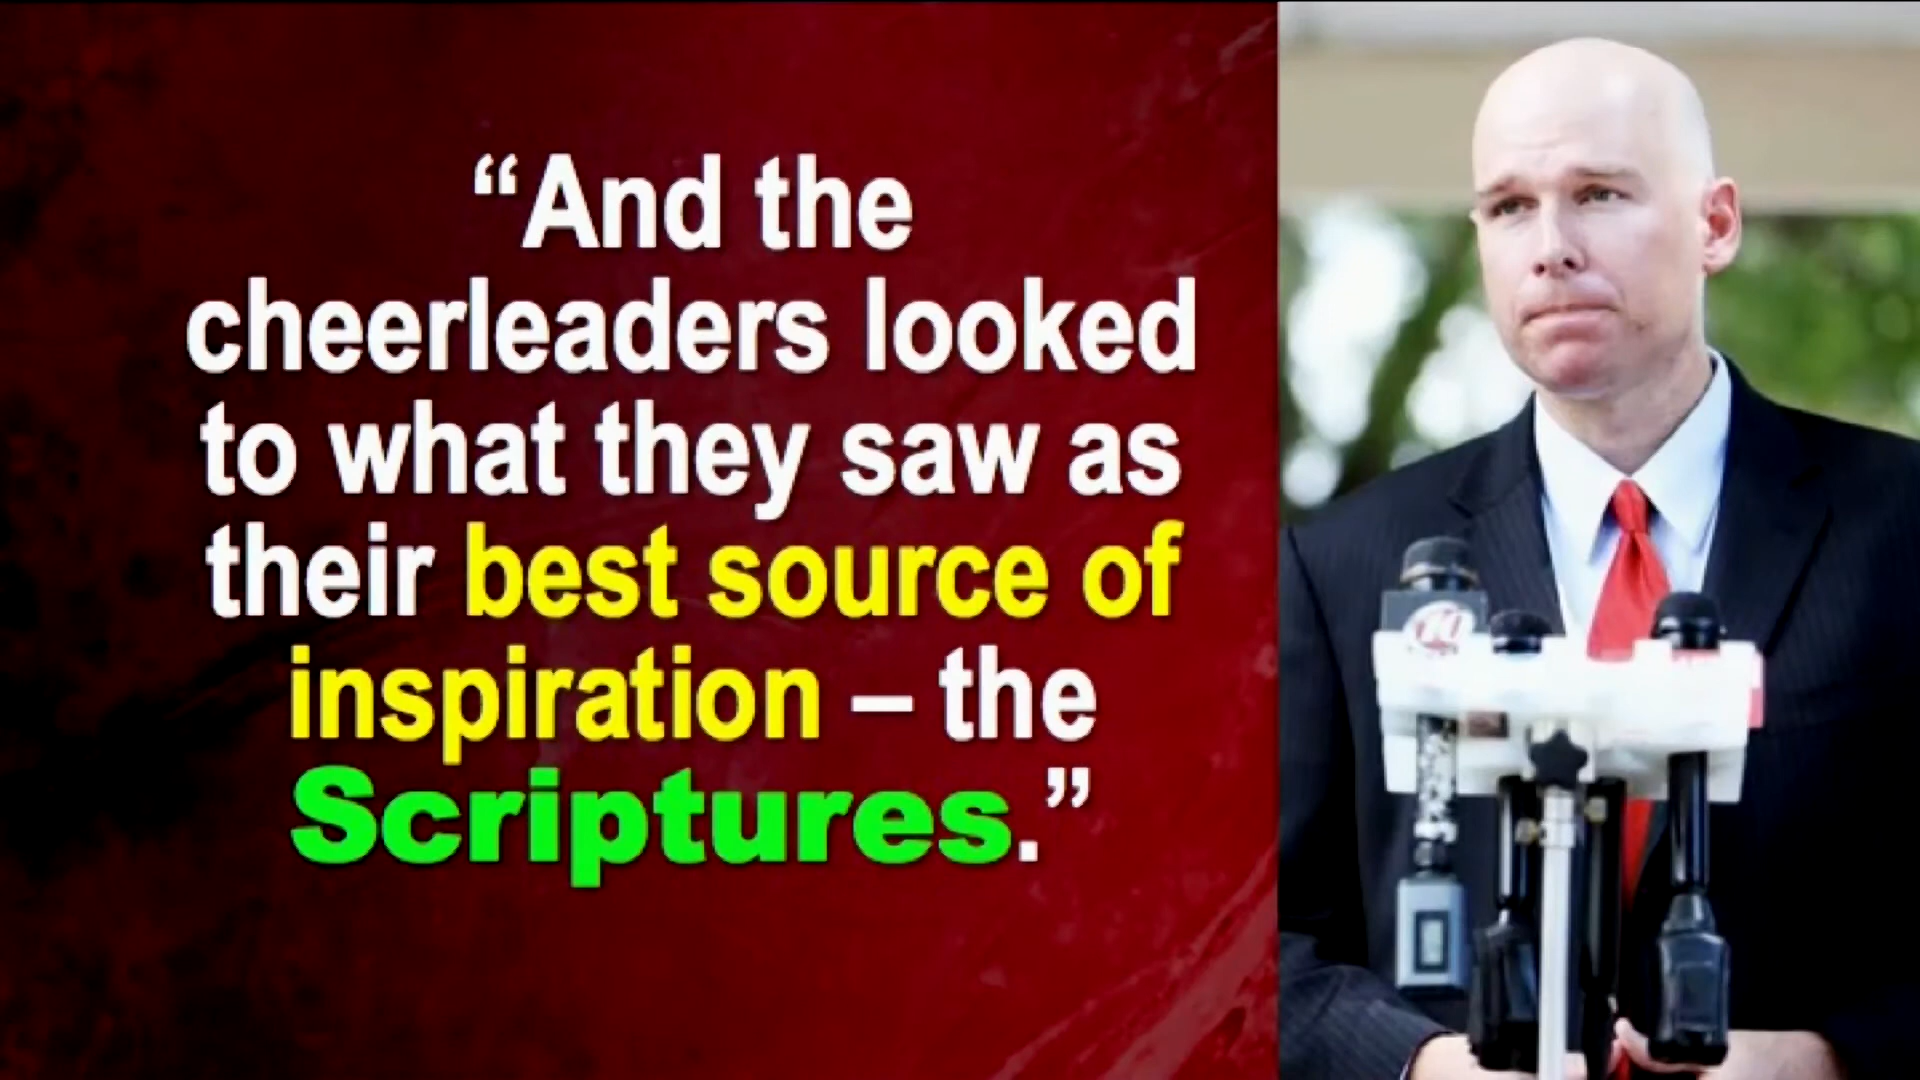 “And the
cheerleaders looked
to what they saw as
their best source of
inspiration – the
Scriptures.”